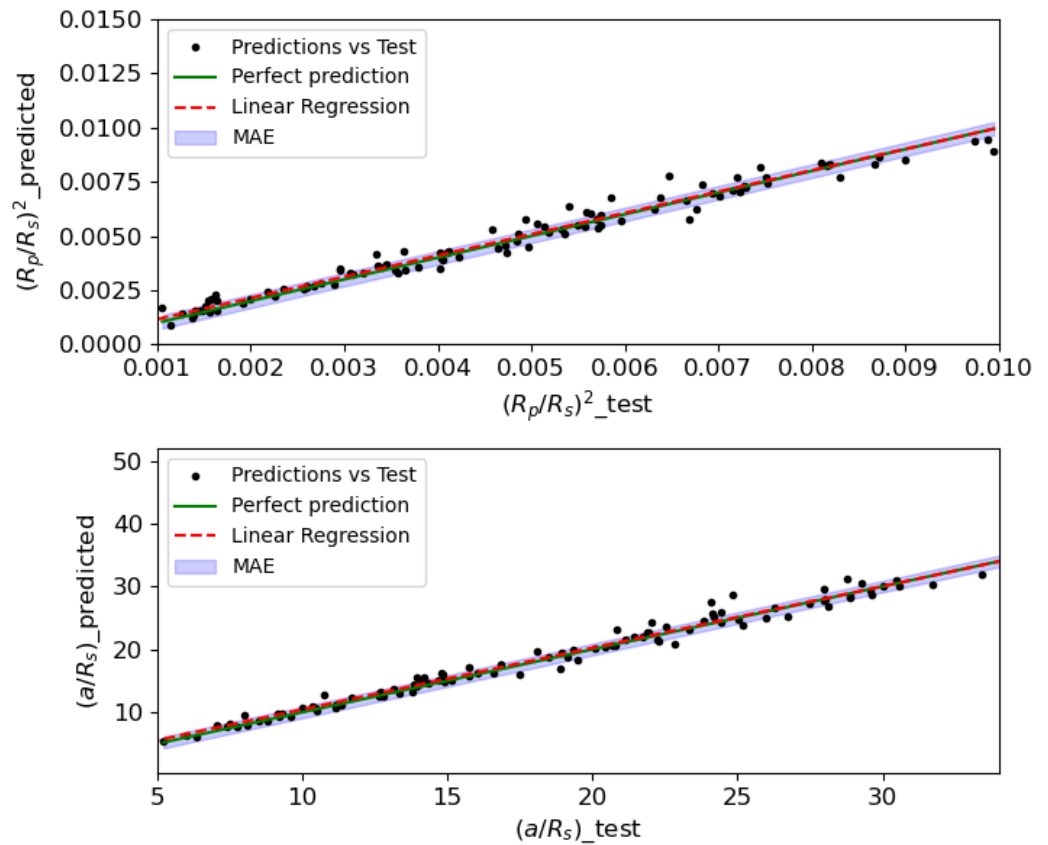 0.0150
0.0125
0.0100
0.0075
0.0050
0.0025
0.0000
(R_p/R_s)^2_predicted
Predictions vs Test
Perfect prediction
Linear Regression
MAE
0.001 0.002 0.003 0.004 0.005 0.006 0.007 0.008 0.009 0.010
(R_p/R_s)^2_test
50
40
30
20
10
(a/R_s)_predicted
Predictions vs Test
Perfect prediction
Linear Regression
MAE
5 10 15 20 25 30
(a/R_s)_test